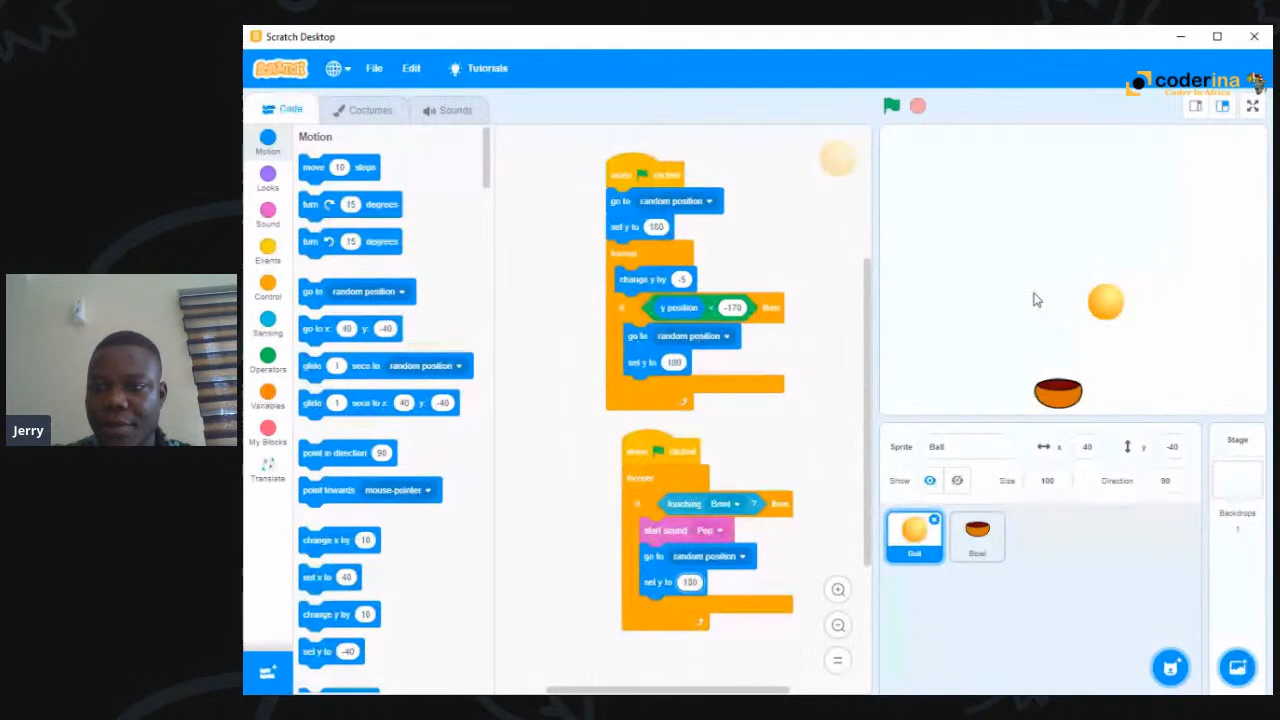 Scratch Desktop
SCRATCH
File
Edit
Tutorials
coderina
Coder In Africa
Code
Costumes
Sounds
Motion
Looks
Sound
Events
Control
Sensing
Operators
Variables
My Blocks
Translate
Motion
move 10 steps
turn 15 degrees
turn 15 degrees
go to random position
go to x: 40 y: -40
glide 1 secs to random position
glide 1 secs to x: 40 y: -40
point in direction 90
point towards mouse-pointer
change x by 10
set x to 40
change y by 10
set y to -40
when clicked
go to random position
set y to 180
forever
change y by -5
if y position < -170 then
go to random position
set y to 180
when clicked
forever
if touching Bowl ? then
start sound Pop
go to random position
set y to 180
Sprite Ball x 40 y -40
Show Size 100 Direction 90
Ball
Bowl
Stage
Backdrops
1
Jerry